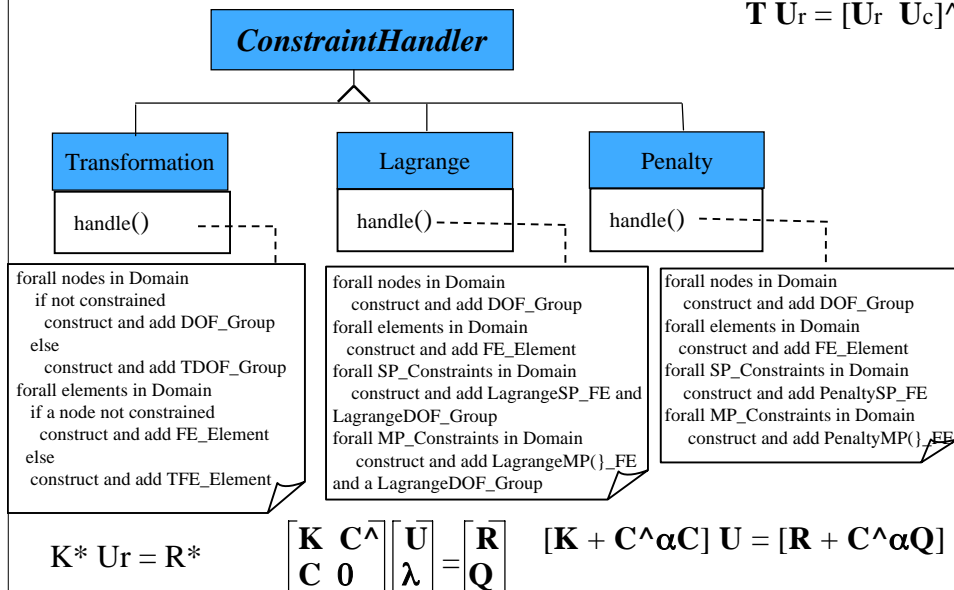 T Ur = [Ur Uc]^
ConstraintHandler
Transformation
handle()
Lagrange
handle()
Penalty
handle()
forall nodes in Domain
if not constrained
construct and add DOF_Group
else
construct and add TDOF_Group
forall elements in Domain
if a node not constrained
construct and add FE_Element
else
construct and add TFE_Element
forall nodes in Domain
construct and add DOF_Group
forall elements in Domain
construct and add FE_Element
forall SP_Constraints in Domain
construct and add LagrangeSP_FE and
LagrangeDOF_Group
forall MP_Constraints in Domain
construct and add LagrangeMP(}_FE
and a LagrangeDOF_Group
forall nodes in Domain
construct and add DOF_Group
forall elements in Domain
construct and add FE_Element
forall SP_Constraints in Domain
construct and add PenaltySP_FE
forall MP_Constraints in Domain
construct and add PenaltyMP(}_FE
K* Ur = R*
[K C^] [U] = [R]
[C 0] [λ] [Q]
[K + C^αC] U = [R + C^αQ]